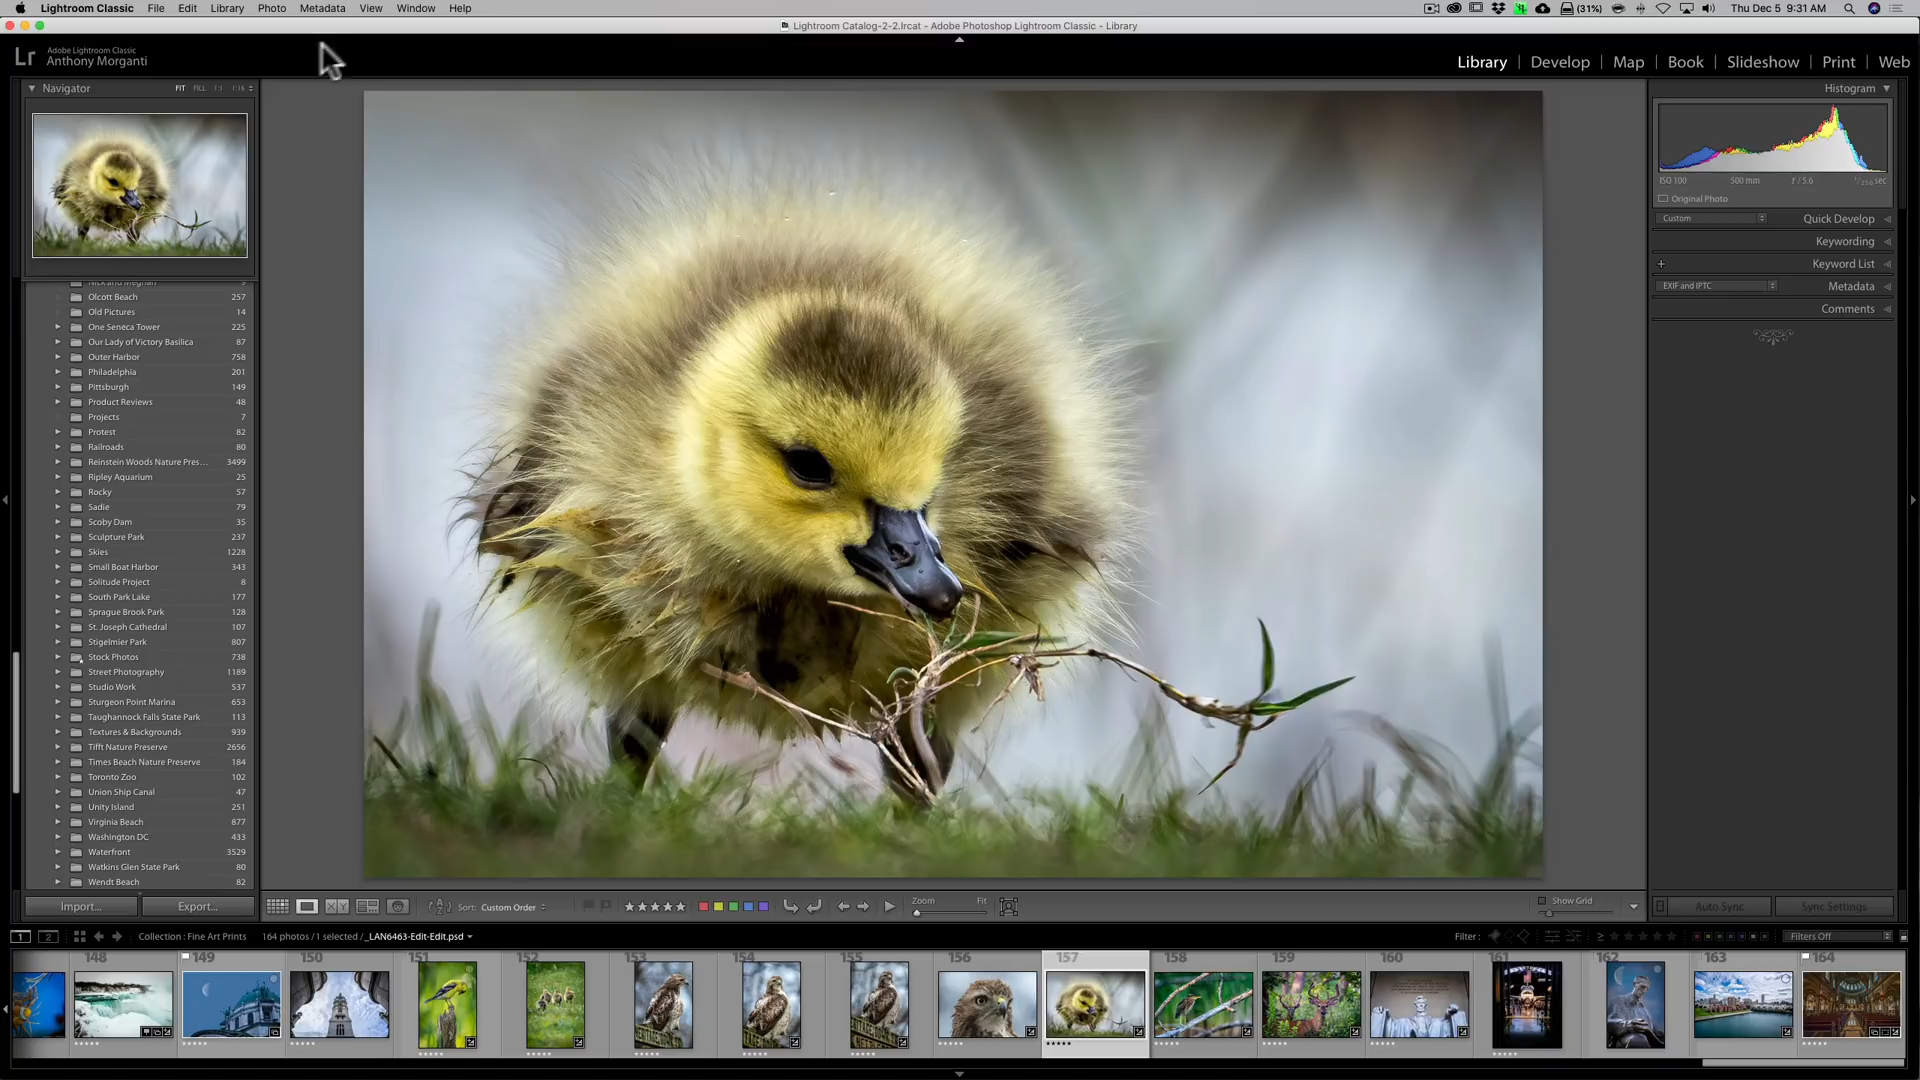 Lightroom Classic File Edit Library Photo Metadata View Window Help (31%) Thu Dec 5 9:31 AM
Lightroom Catalog-2-2.lrcat - Adobe Photoshop Lightroom Classic - Library
Lr Adobe Lightroom Classic
Anthony Morganti
Library | Develop | Map | Book | Slideshow | Print | Web
Navigator FIT FILL 1:1 1:16
Histogram
ISO 100 500 mm f / 5.6
Original Photo
Custom Quick Develop
Keywording
Keyword List
EXIF and IPTC Metadata
Comments
Nick and Meghan
Olcott Beach 257
Old Pictures 14
One Seneca Tower 225
Our Lady of Victory Basilica 87
Outer Harbor 758
Philadelphia 201
Pittsburgh 149
Product Reviews 48
Projects 7
Protest 82
Railroads 80
Reinstein Woods Nature Pres... 3499
Ripley Aquarium 25
Rocky 57
Sadie 79
Scoby Dam 35
Sculpture Park 237
Skies 1228
Small Boat Harbor 343
Solitude Project 8
South Park Lake 177
Sprague Brook Park 128
St. Joseph Cathedral 107
Stigelmier Park 807
Stock Photos 738
Street Photography 1189
Studio Work 537
Sturgeon Point Marina 653
Taughannock Falls State Park 113
Textures & Backgrounds 939
Tifft Nature Preserve 2656
Times Beach Nature Preserve 184
Toronto Zoo 102
Union Ship Canal 47
Unity Island 251
Virginia Beach 877
Washington DC 433
Waterfront 3529
Watkins Glen State Park 80
Wendt Beach 82
Import... Export...
Sort: Custom Order
Zoom Fit
Show Grid
Auto Sync Sync Settings
1 2 Collection : Fine Art Prints 164 photos / 1 selected / _LAN6463-Edit-Edit.psd
Filter : Filters Off
148 149 150 151 152 153 154 155 156 157 158 159 160 161 162 163 164